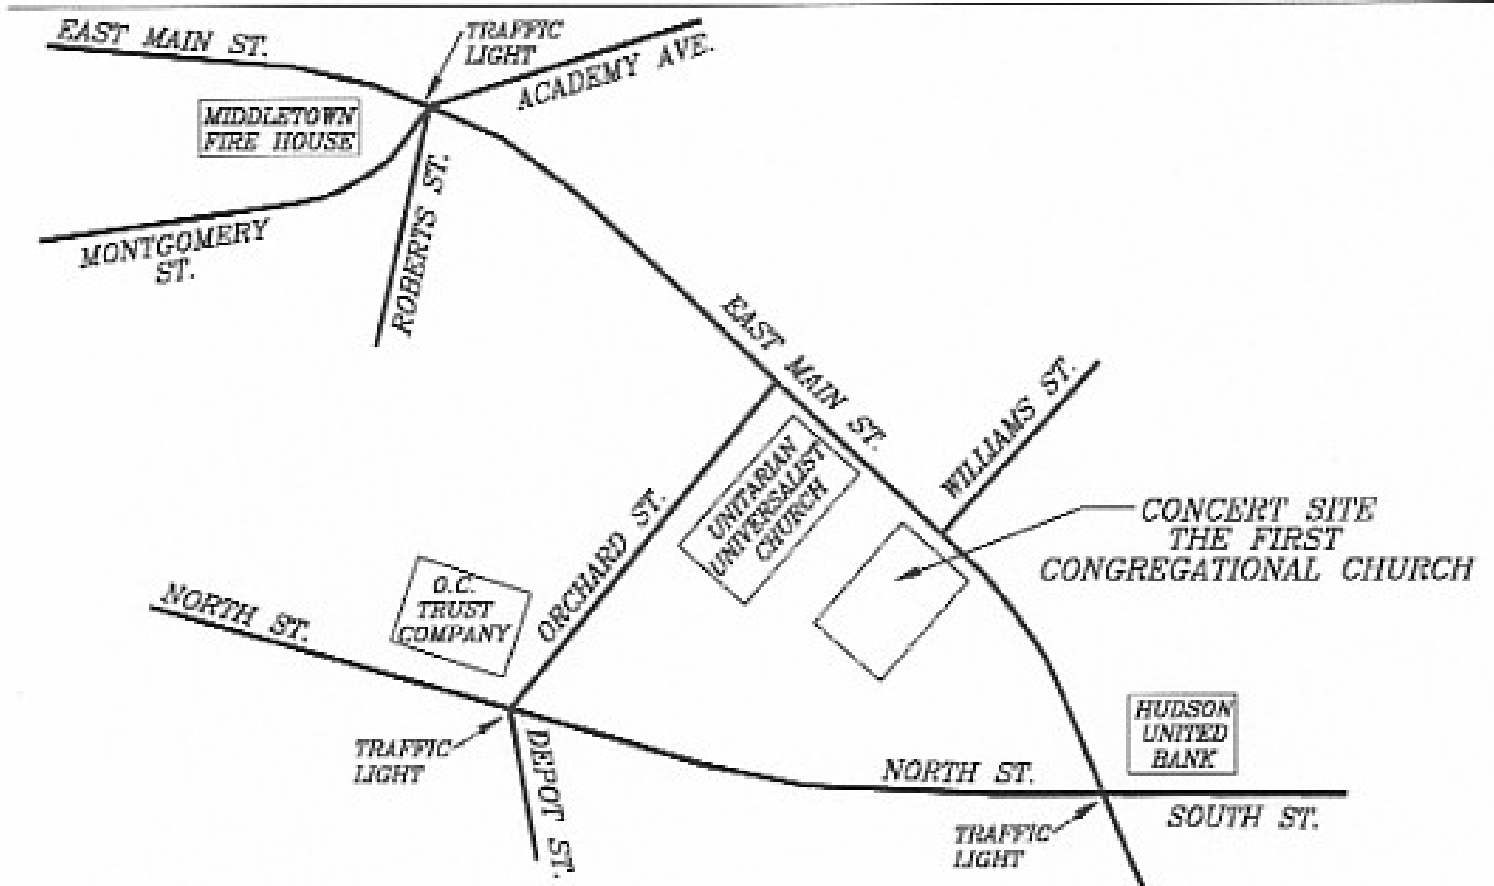 EAST MAIN ST.
TRAFFIC
LIGHT
ACADEMY AVE.
MIDDLETOWN
FIRE HOUSE
MONTGOMERY
ST.
ROBERTS ST.
EAST MAIN ST.
WILLIAMS ST.
UNITARIAN
UNIVERSALIST
CHURCH
CONCERT SITE
THE FIRST
CONGREGATIONAL CHURCH
ORCHARD ST.
O.C.
TRUST
COMPANY
NORTH ST.
TRAFFIC
LIGHT
DEPOT ST.
HUDSON
UNITED
BANK
NORTH ST.
SOUTH ST.
TRAFFIC
LIGHT